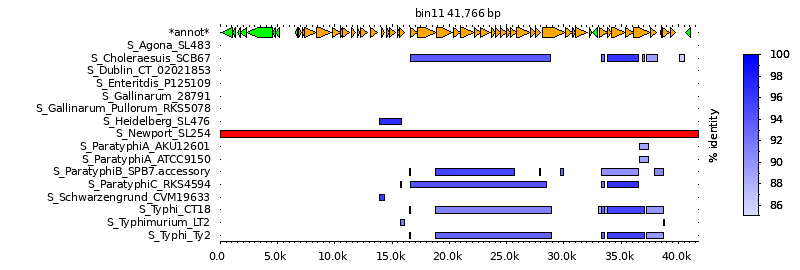 bin11 41,766 bp
*annot*
S_Agona_SL483
S_Choleraesuis_SCB67
S_Dublin_CT_02021853
S_Enteritdis_P125109
S_Gallinarum_28791
S_Gallinarum_Pullorum_RKS5078
S_Heidelberg_SL476
S_Newport_SL254
S_ParatyphiA_AKU12601
S_ParatyphiA_ATCC9150
S_ParatyphiB_SPB7.accessory
S_ParatyphiC_RKS4594
S_Schwarzengrund_CVM19633
S_Typhi_CT18
S_Typhimurium_LT2
S_Typhi_Ty2
0.0 5.0k 10.0k 15.0k 20.0k 25.0k 30.0k 35.0k 40.0k
% identity
100
98
96
94
92
90
88
86